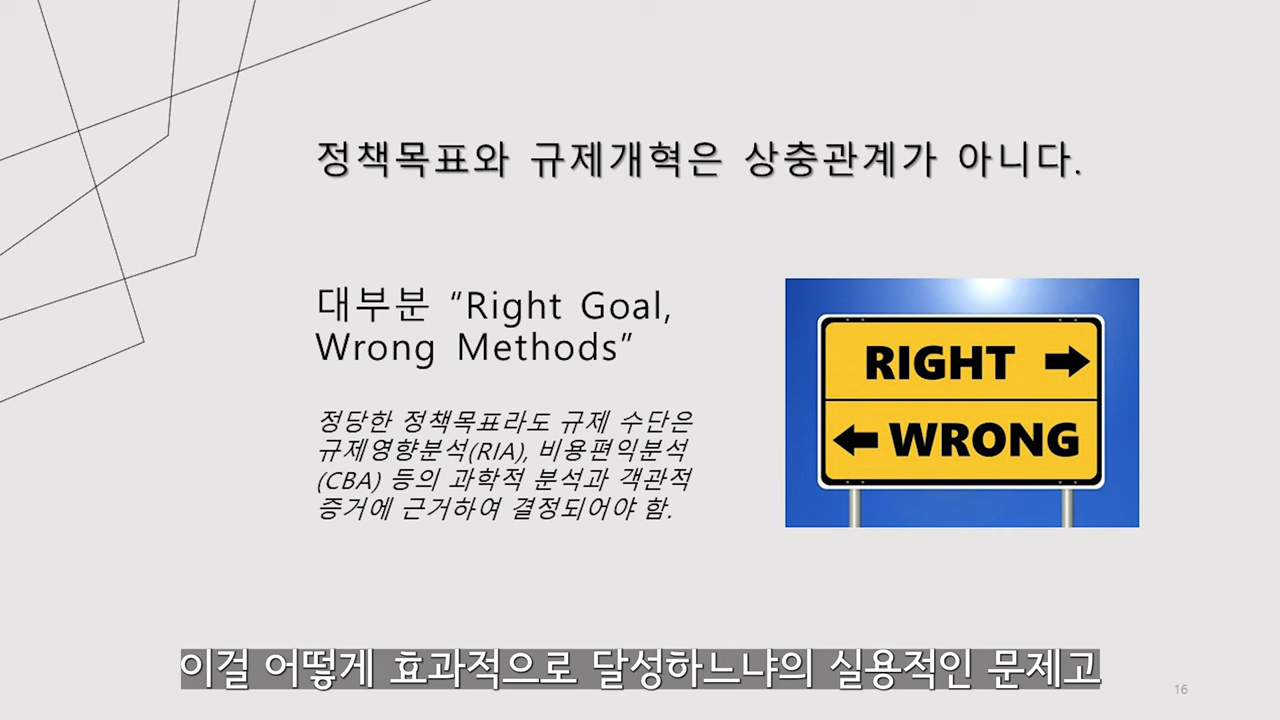 정책목표와 규제개혁은 상충관계가 아니다.
대부분 “Right Goal,
Wrong Methods”
정당한 정책목표라도 규제 수단은
규제영향분석(RIA), 비용편익분석
(CBA) 등의 과학적 분석과 객관적
증거에 근거하여 결정되어야 함.
RIGHT
WRONG
이걸 어떻게 효과적으로 달성하느냐의 실용적인 문제고
16